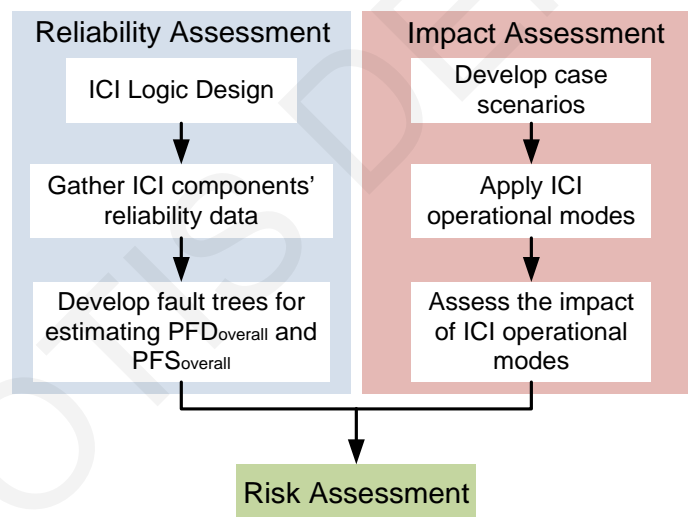 Reliability Assessment
ICI Logic Design
Gather ICI components’
reliability data
Develop fault trees for
estimating PFDoverall and
PFSoverall
Impact Assessment
Develop case
scenarios
Apply ICI
operational modes
Assess the impact
of ICI operational
modes
Risk Assessment